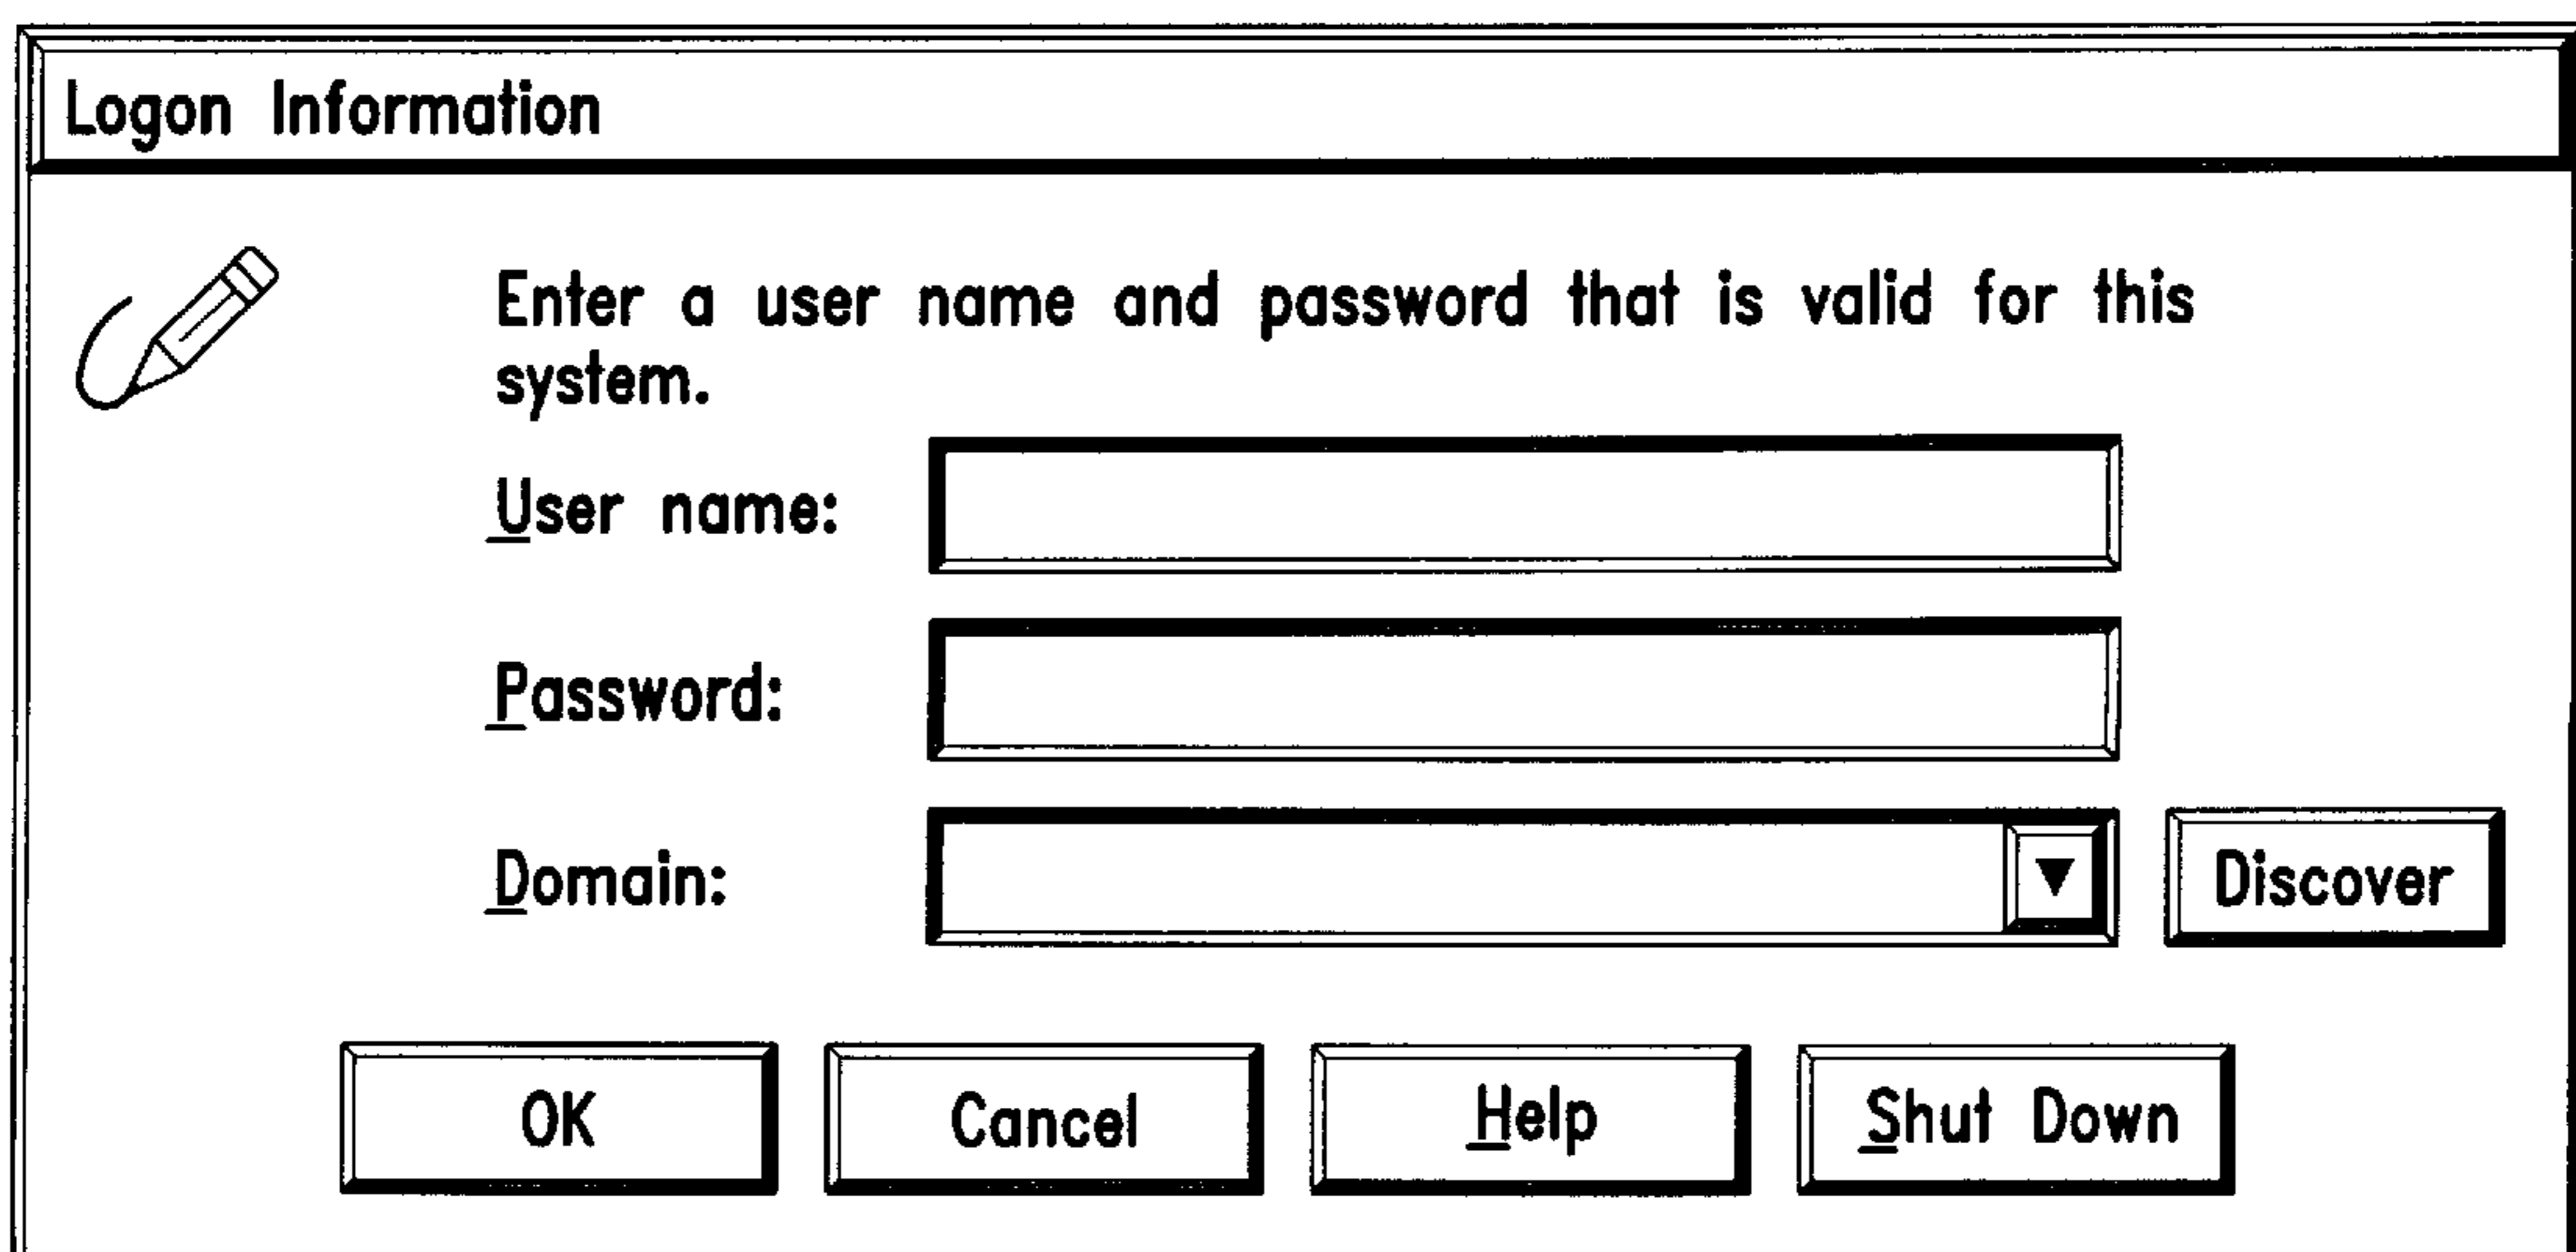 Logon Information
Enter a user name and password that is valid for this
system.
User name:
Password:
Domain:
Discover
OK
Cancel
Help
Shut Down